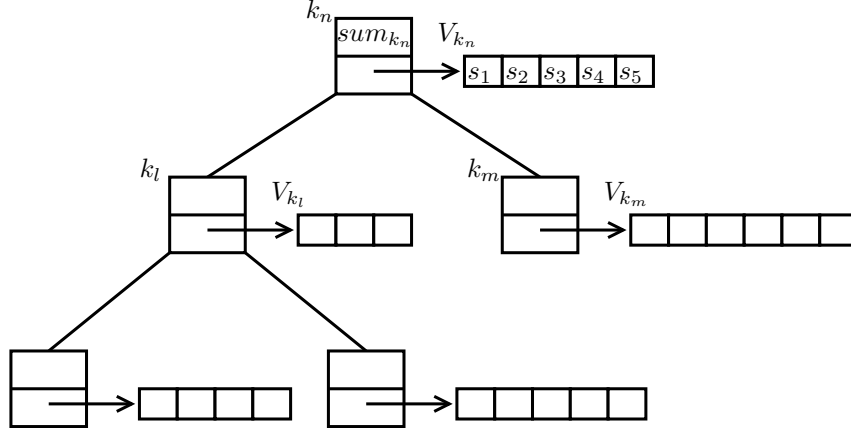 k_n
sum_{k_n} V_{k_n}
s_1 s_2 s_3 s_4 s_5
k_l k_m
V_{k_l} V_{k_m}